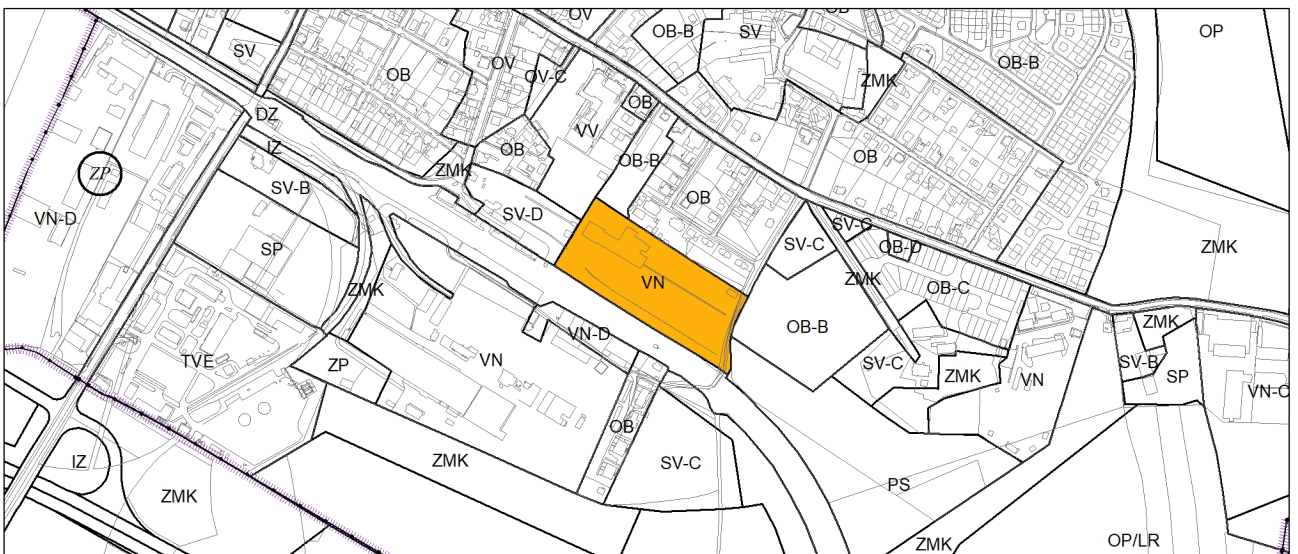 OV
OB-B
SV
OB
OP
SV
OB
OV
OV-C
ZMK
OB-B
DZ
OB
VV
IZ
ZMK
OB
OB-B
OB
ZP
SV-B
VN-D
SV-D
OB
SV-C
SP
SV-C
OB-D
ZMK
ZMK
ZMK
VN
OB-C
OB-B
ZMK
VN-D
TVE
ZP
VN
SV-C
ZMK
VN
SV-B
SP
VN-C
OB
ZMK
SV-C
IZ
ZMK
PS
ZMK
OP/LR